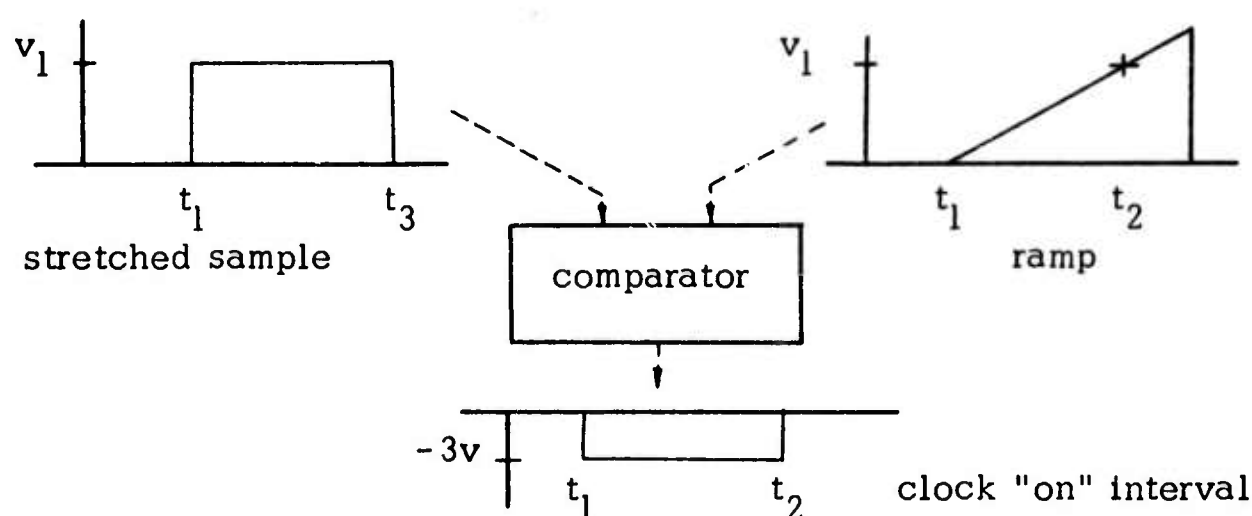 v1
t1
t3
stretched sample
v1
t1
t2
ramp
comparator
-3v
t1
t2
clock "on" interval